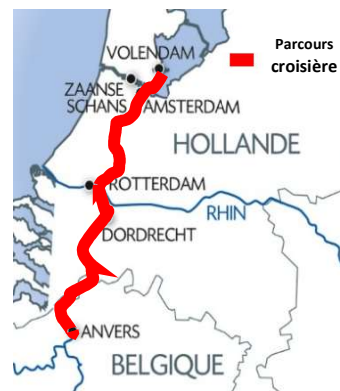 VOLENDAM
Parcours
croisière
ZAANSE
SCHANS
AMSTERDAM
HOLLANDE
ROTTERDAM
RHIN
DORDRECHT
ANVERS
BELGIQUE